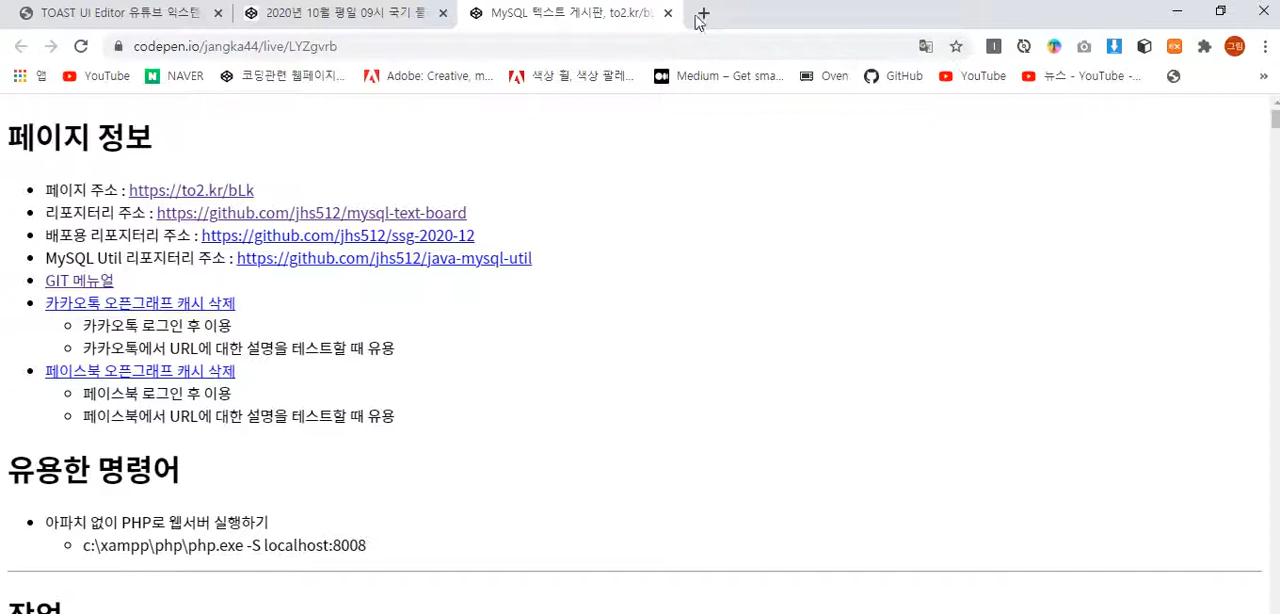 TOAST UI Editor 유튜브 익스텐
2020년 10월 평일 09시 국기
MySQL 텍스트 게시판, to2.kr/bL
codepen.io/jangka44/live/LYZgvrb
그림
앱
YouTube
NAVER
코딩관련 웹페이지...
Adobe: Creative, m...
색상 휠, 색상 팔레...
Medium – Get sma...
Oven
GitHub
YouTube
뉴스 - YouTube -...
페이지 정보
페이지 주소 : https://to2.kr/bLk
리포지터리 주소 : https://github.com/jhs512/mysql-text-board
배포용 리포지터리 주소 : https://github.com/jhs512/ssg-2020-12
MySQL Util 리포지터리 주소 : https://github.com/jhs512/java-mysql-util
GIT 메뉴얼
카카오톡 오픈그래프 캐시 삭제
카카오톡 로그인 후 이용
카카오톡에서 URL에 대한 설명을 테스트할 때 유용
페이스북 오픈그래프 캐시 삭제
페이스북 로그인 후 이용
페이스북에서 URL에 대한 설명을 테스트할 때 유용
유용한 명령어
아파치 없이 PHP로 웹서버 실행하기
c:\xampp\php\php.exe -S localhost:8008